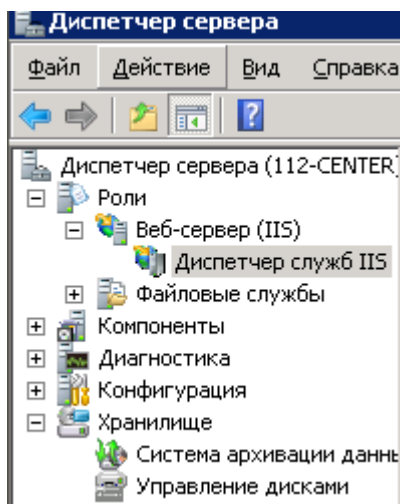 Диспетчер сервера
Файл Действие Вид Справка
Диспетчер сервера (112-CENTER)
Роли
Веб-сервер (IIS)
Диспетчер служб IIS
Файловые службы
Компоненты
Диагностика
Конфигурация
Хранилище
Система архивации данн
Управление дисками